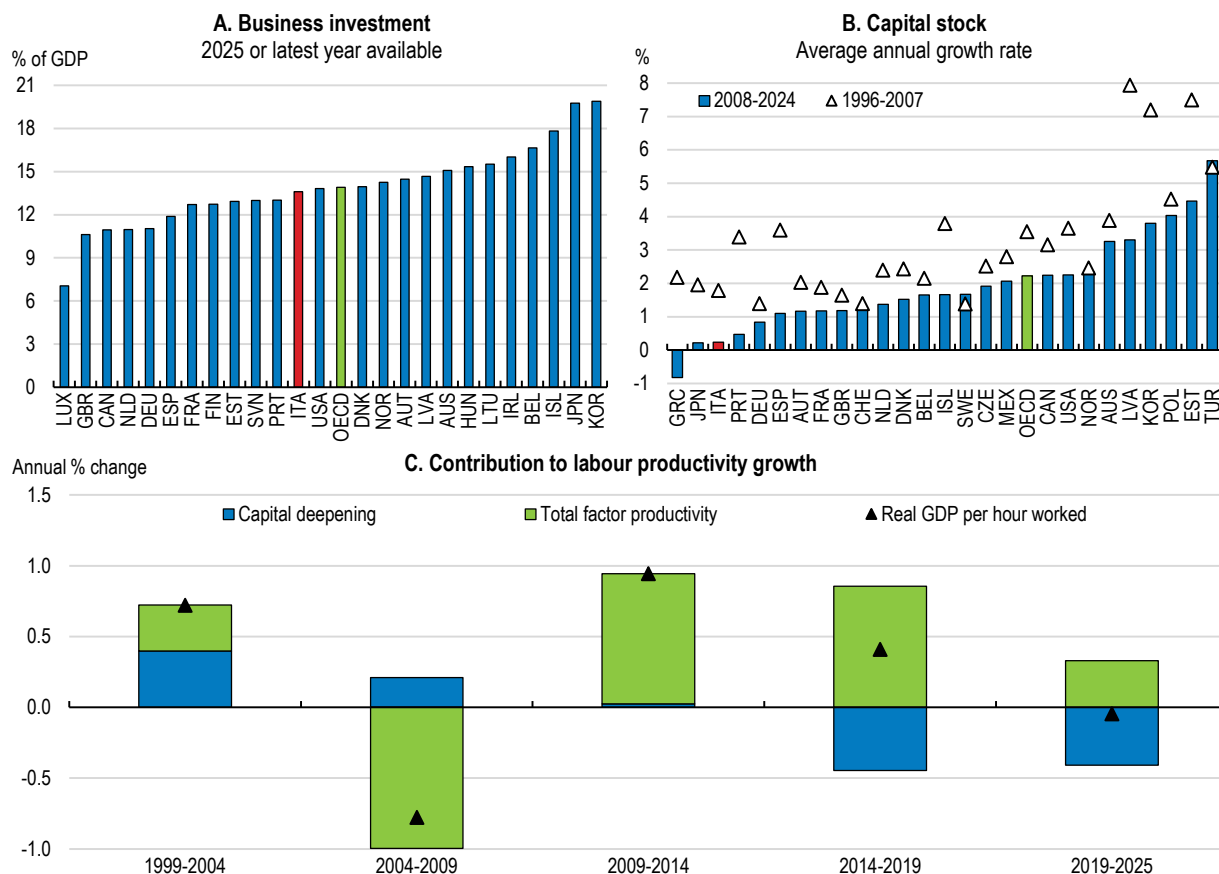 A. Business investment
2025 or latest year available
% of GDP
21
18
15
12
9
6
3
0
LUX GBR CAN NLD DEU ESP FRA FIN EST SVN PRT ITA USA OECD DNK NOR AUT LVA AUS HUN LTU IRL BEL ISL JPN KOR
B. Capital stock
Average annual growth rate
%
8
7
6
5
4
3
2
1
0
-1
2008-2024 1996-2007
GRC JPN ITA PRT DEU ESP AUT FRA GBR CHE NLD DNK BEL ISL SWE CZE MEX OECD CAN USA NOR AUS LVA KOR POL EST TUR
C. Contribution to labour productivity growth
Annual % change
1.5
1.0
0.5
0.0
-0.5
-1.0
Capital deepening Total factor productivity Real GDP per hour worked
1999-2004 2004-2009 2009-2014 2014-2019 2019-2025